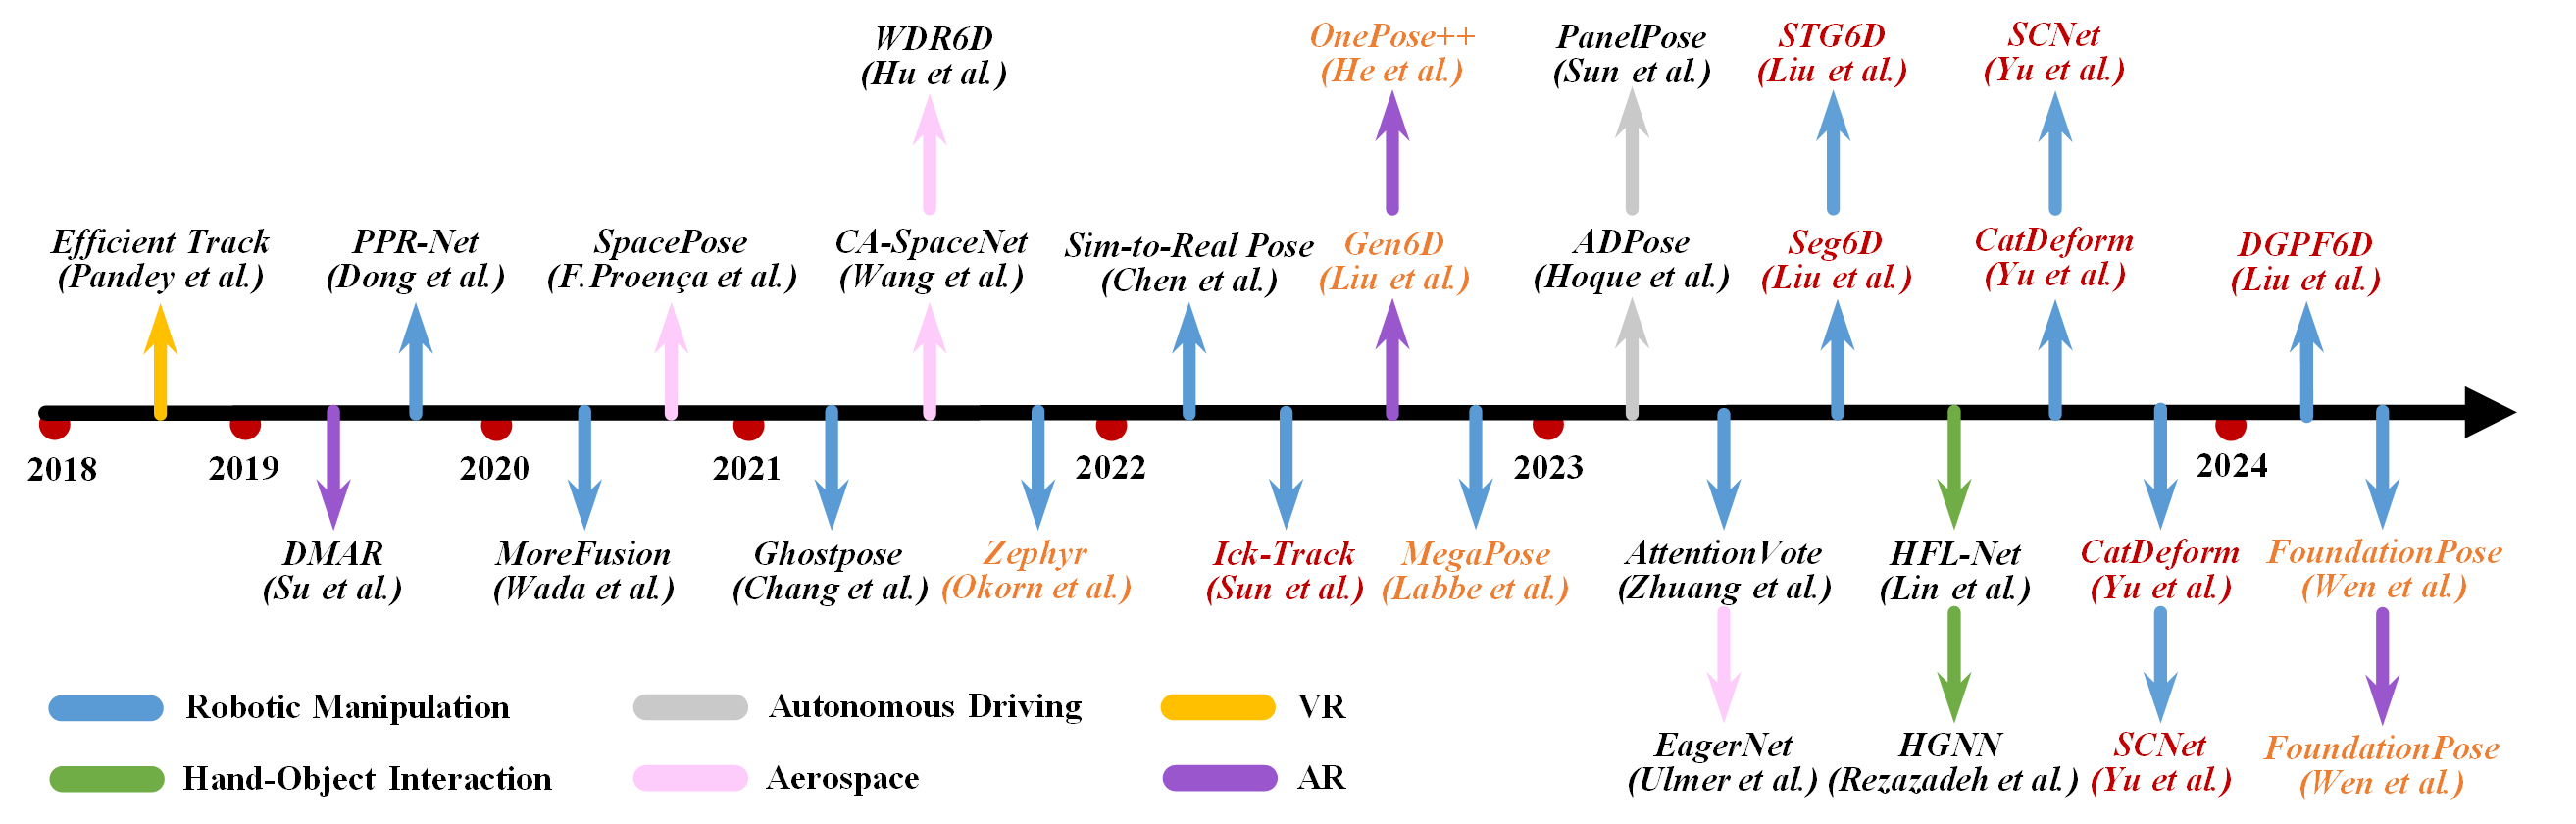 WDR6D
(Hu et al.)
OnePose++
(He et al.)
PanelPose
(Sun et al.)
STG6D
(Liu et al.)
SCNet
(Yu et al.)
Efficient Track
(Pandey et al.)
PPR-Net
(Dong et al.)
SpacePose
(F.Proença et al.)
CA-SpaceNet
(Wang et al.)
Sim-to-Real Pose
(Chen et al.)
Gen6D
(Liu et al.)
ADPose
(Hoque et al.)
Seg6D
(Liu et al.)
CatDeform
(Yu et al.)
DGPF6D
(Liu et al.)
2018
2019
2020
2021
2022
2023
2024
DMAR
(Su et al.)
MoreFusion
(Wada et al.)
Ghostpose
(Chang et al.)
Zephyr
(Okorn et al.)
Ick-Track
(Sun et al.)
MegaPose
(Labbe et al.)
AttentionVote
(Zhuang et al.)
HFL-Net
(Lin et al.)
CatDeform
(Yu et al.)
FoundationPose
(Wen et al.)
EagerNet
(Ulmer et al.)
HGNN
(Rezazadeh et al.)
SCNet
(Yu et al.)
FoundationPose
(Wen et al.)
Robotic Manipulation
Autonomous Driving
VR
Hand-Object Interaction
Aerospace
AR